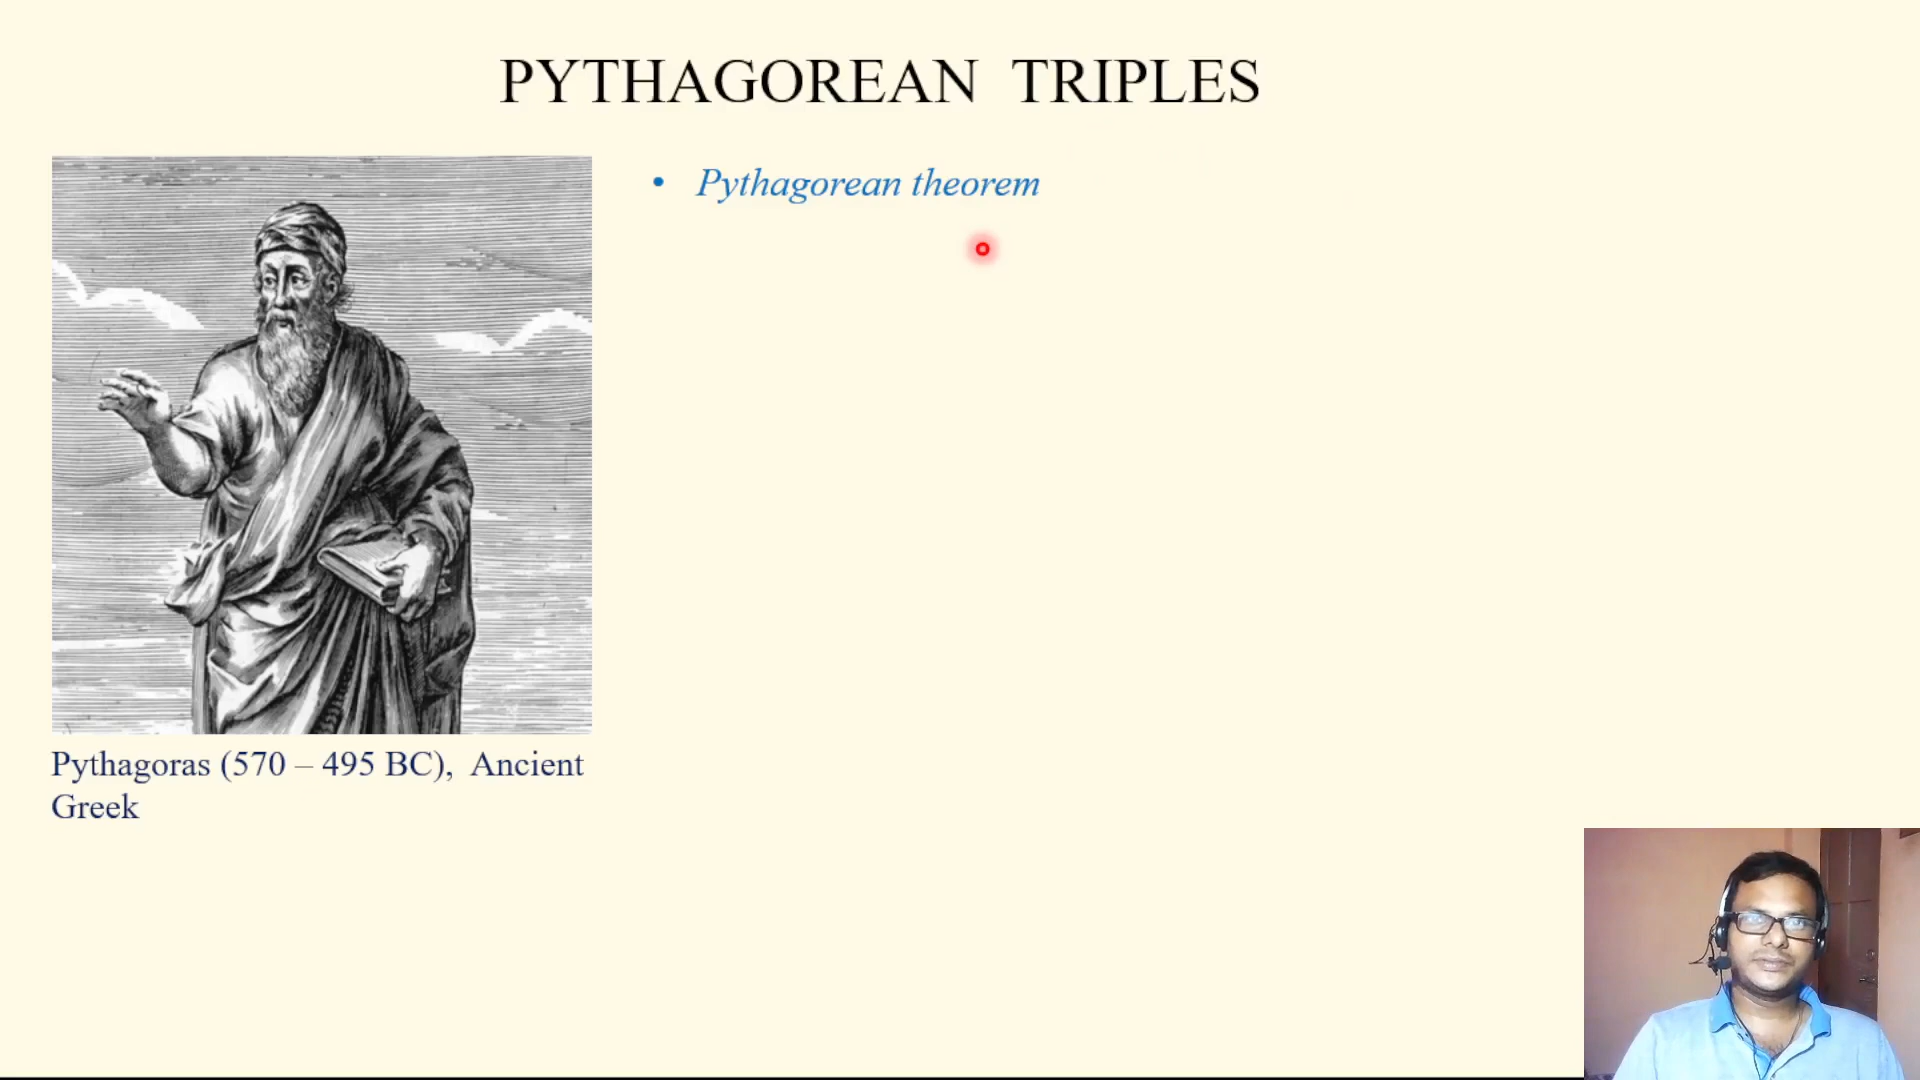 PYTHAGOREAN TRIPLES
• Pythagorean theorem
Pythagoras (570 – 495 BC), Ancient
Greek